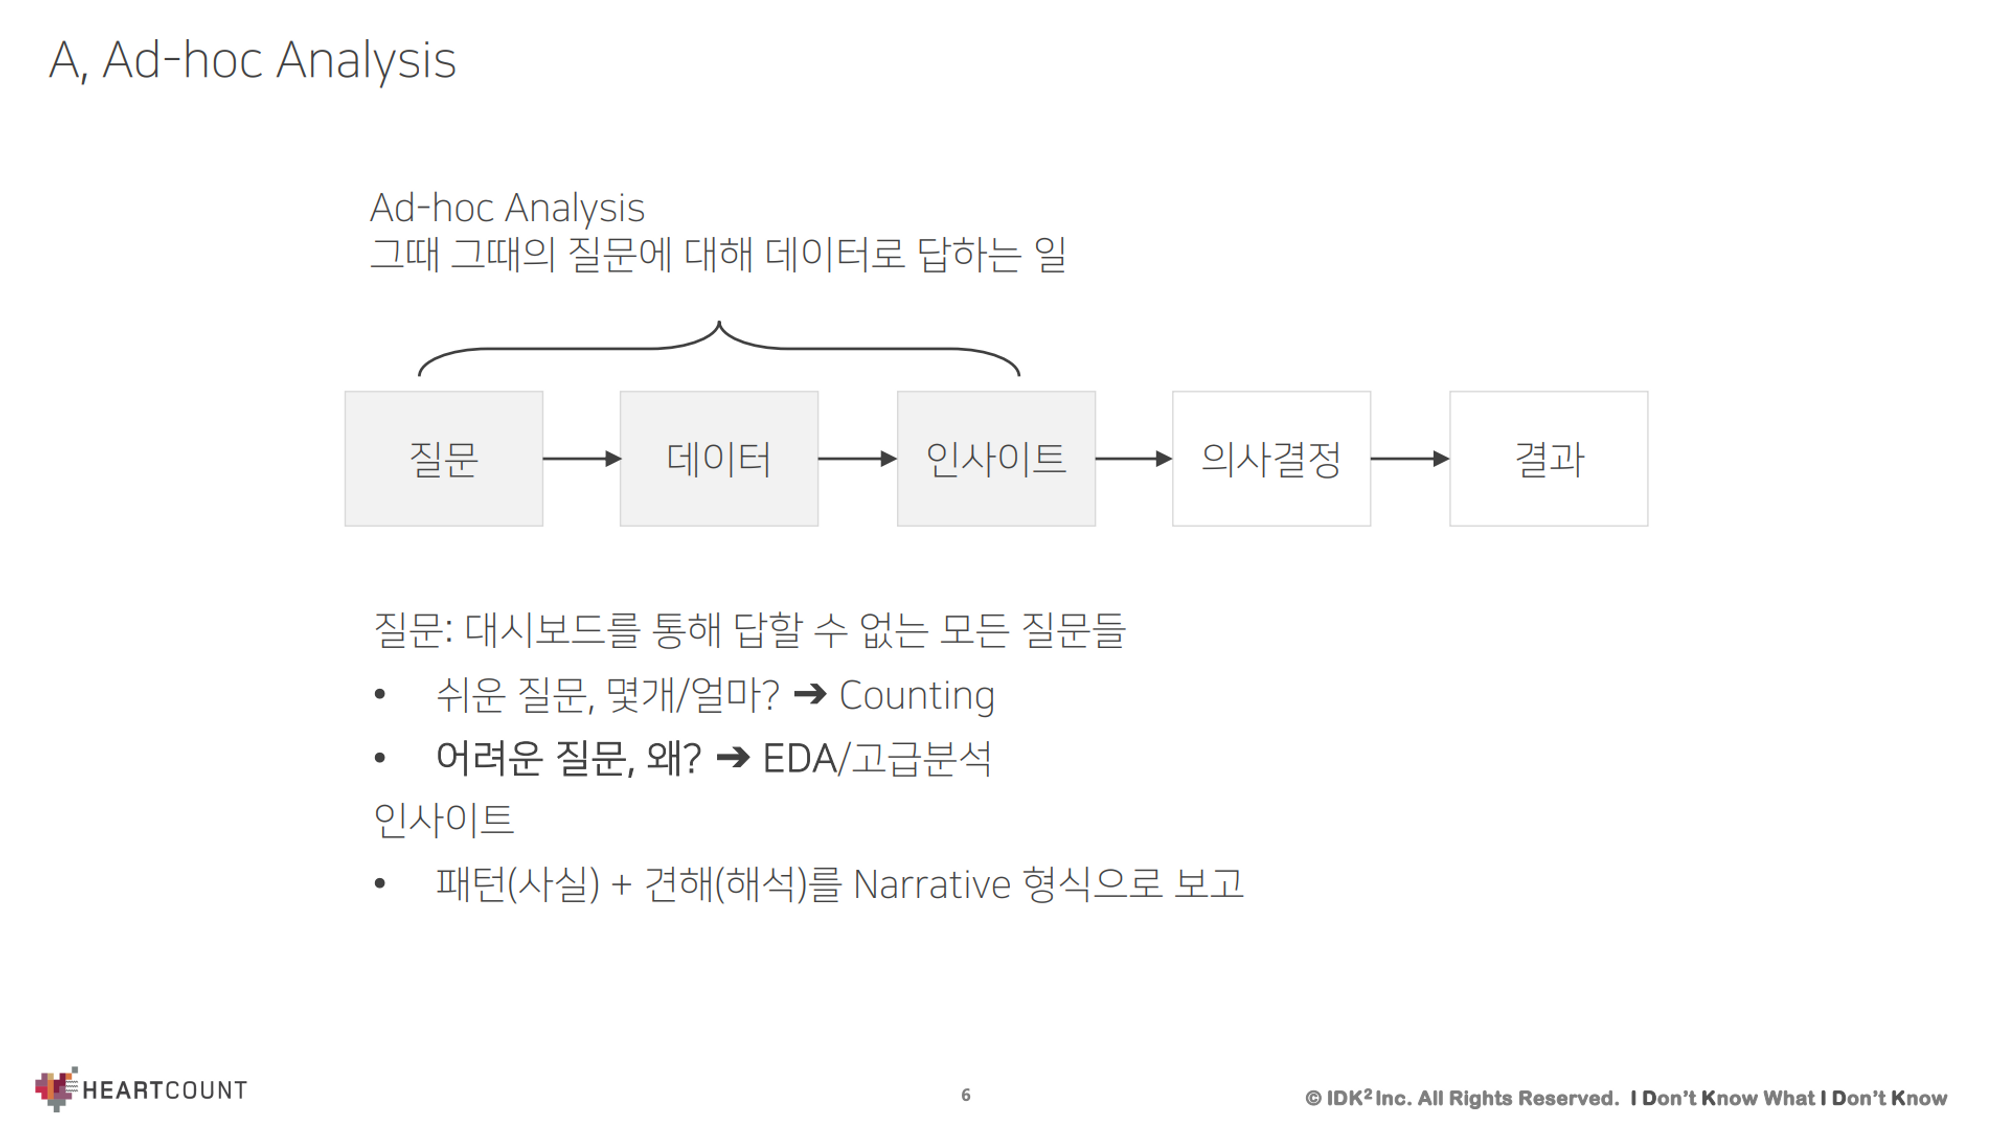 A, Ad-hoc Analysis
Ad-hoc Analysis
그때 그때의 질문에 대해 데이터로 답하는 일
질문
데이터
인사이트
의사결정
결과
질문: 대시보드를 통해 답할 수 없는 모든 질문들
• 쉬운 질문, 몇개/얼마? ➔ Counting
• 어려운 질문, 왜? ➔ EDA/고급분석
인사이트
• 패턴(사실) + 견해(해석)를 Narrative 형식으로 보고
HEARTCOUNT
6
© IDK² Inc. All Rights Reserved. I Don't Know What I Don't Know